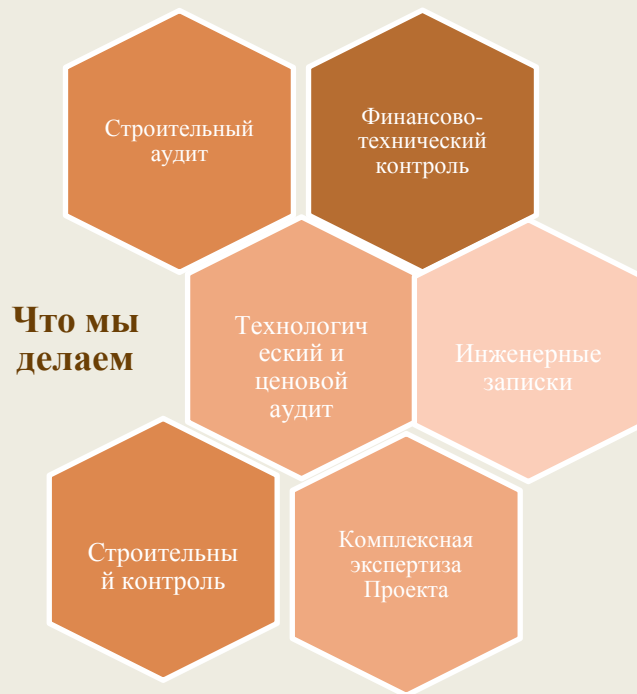 Строительный
аудит
Финансово-
технический
контроль
Что мы
делаем
Технологич
еский и
ценовой
аудит
Инженерные
записки
Строительны
й контроль
Комплексная
экспертиза
Проекта